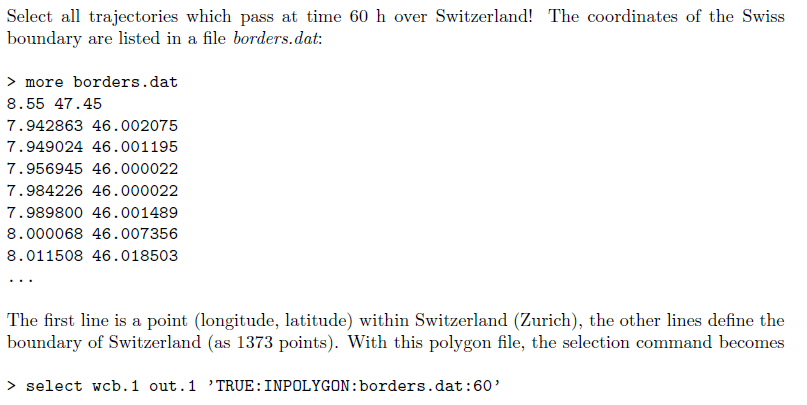 Select all trajectories which pass at time 60 h over Switzerland! The coordinates of the Swiss
boundary are listed in a file borders.dat:
> more borders.dat
8.55 47.45
7.942863 46.002075
7.949024 46.001195
7.956945 46.000022
7.984226 46.000022
7.989800 46.001489
8.000068 46.007356
8.011508 46.018503
...
The first line is a point (longitude, latitude) within Switzerland (Zurich), the other lines define the
boundary of Switzerland (as 1373 points). With this polygon file, the selection command becomes
> select wcb.1 out.1 ’TRUE:INPOLYGON:borders.dat:60’